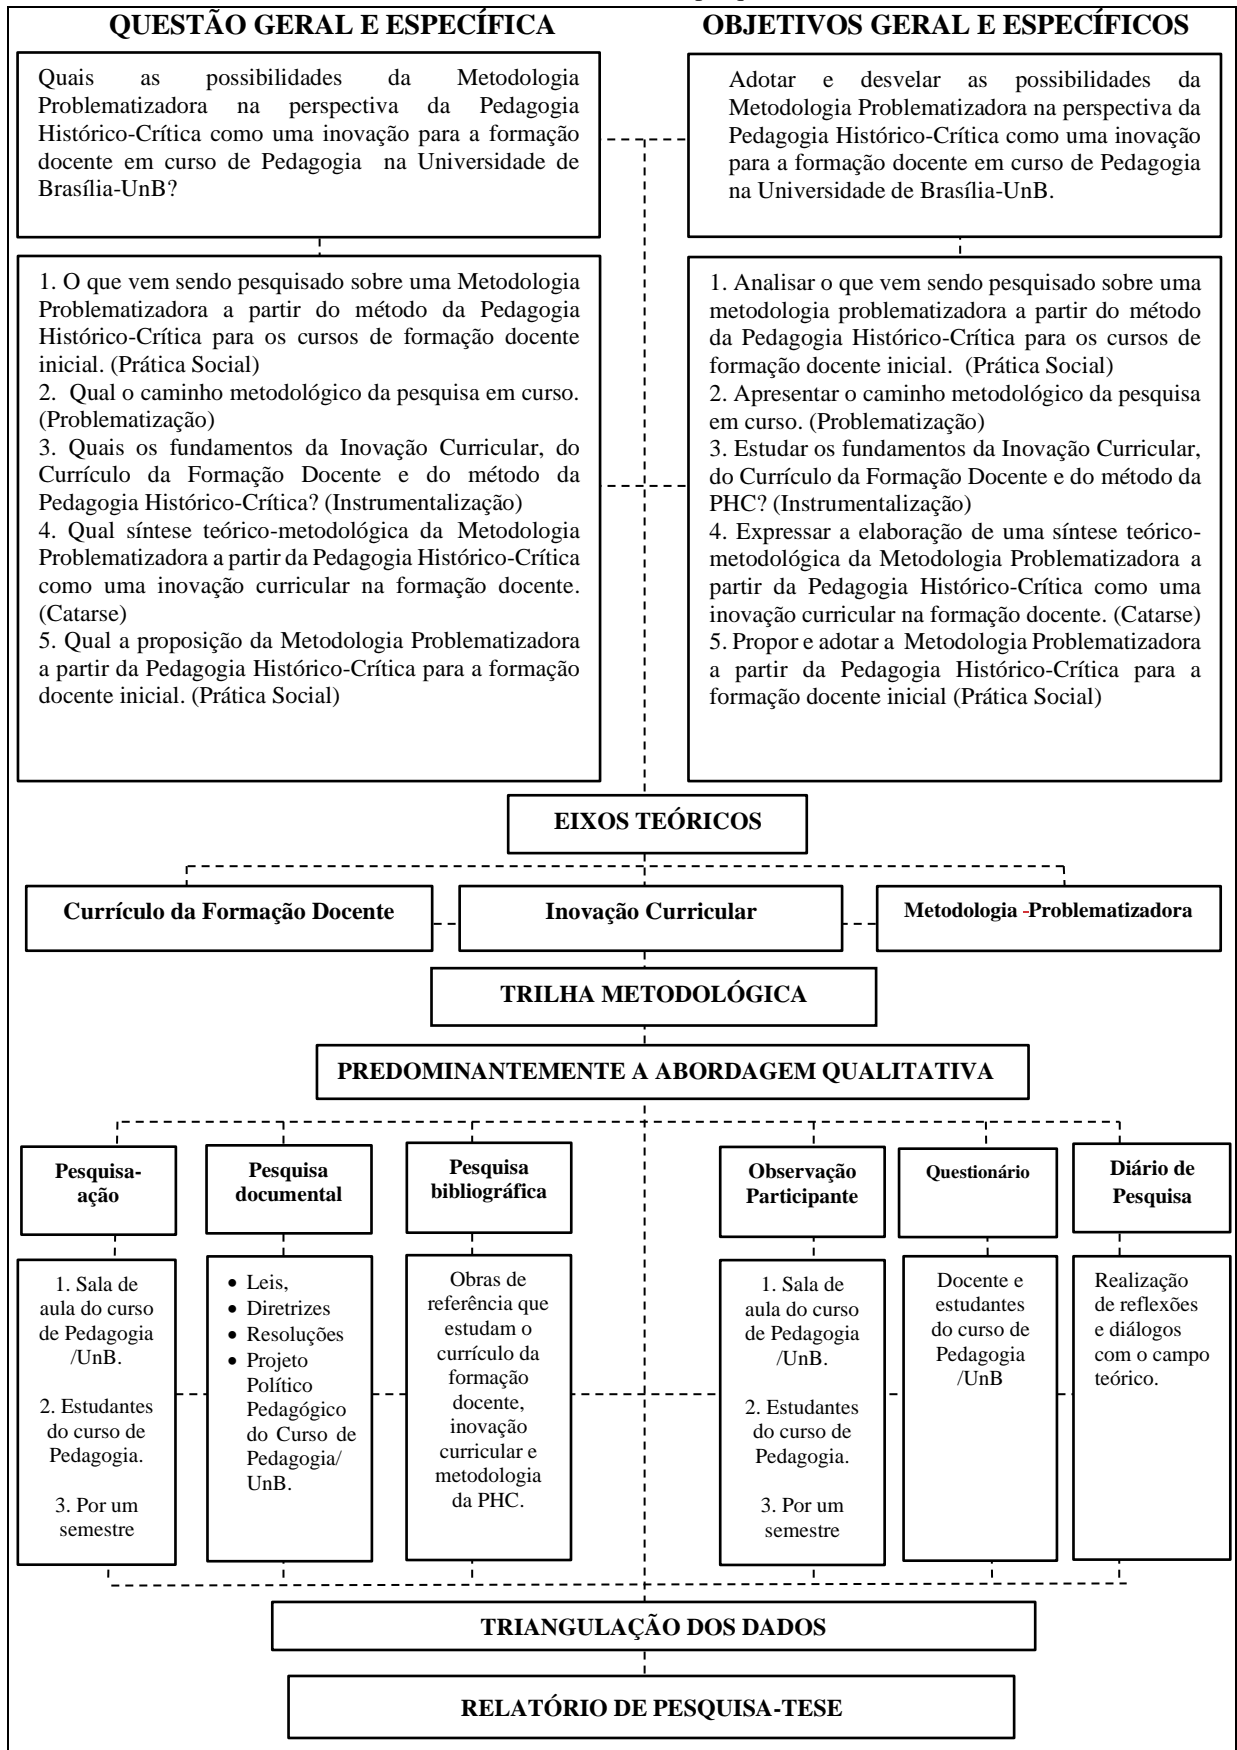 QUESTÃO GERAL E ESPECÍFICA
OBJETIVOS GERAL E ESPECÍFICOS
Quais as possibilidades da Metodologia
Problematizadora na perspectiva da Pedagogia
Histórico-Crítica como uma inovação para a formação
docente em curso de Pedagogia na Universidade de
Brasília-UnB?
Adotar e desvelar as possibilidades da
Metodologia Problematizadora na perspectiva da
Pedagogia Histórico-Crítica como uma inovação
para a formação docente em curso de Pedagogia
na Universidade de Brasília-UnB.
1. O que vem sendo pesquisado sobre uma Metodologia
Problematizadora a partir do método da Pedagogia
Histórico-Crítica para os cursos de formação docente
inicial. (Prática Social)
2. Qual o caminho metodológico da pesquisa em curso.
(Problematização)
3. Quais os fundamentos da Inovação Curricular, do
Currículo da Formação Docente e do método da
Pedagogia Histórico-Crítica? (Instrumentalização)
4. Qual síntese teórico-metodológica da Metodologia
Problematizadora a partir da Pedagogia Histórico-Crítica
como uma inovação curricular na formação docente.
(Catarse)
5. Qual a proposição da Metodologia Problematizadora
a partir da Pedagogia Histórico-Crítica para a formação
docente inicial. (Prática Social)
1. Analisar o que vem sendo pesquisado sobre uma
metodologia problematizadora a partir do método
da Pedagogia Histórico-Crítica para os cursos de
formação docente inicial. (Prática Social)
2. Apresentar o caminho metodológico da pesquisa
em curso. (Problematização)
3. Estudar os fundamentos da Inovação Curricular,
do Currículo da Formação Docente e do método da
PHC? (Instrumentalização)
4. Expressar a elaboração de uma síntese teórico-
metodológica da Metodologia Problematizadora a
partir da Pedagogia Histórico-Crítica como uma
inovação curricular na formação docente. (Catarse)
5. Propor e adotar a Metodologia Problematizadora
a partir da Pedagogia Histórico-Crítica para a
formação docente inicial (Prática Social)
EIXOS TEÓRICOS
Currículo da Formação Docente
Inovação Curricular
Metodologia -Problematizadora
TRILHA METODOLÓGICA
PREDOMINANTEMENTE A ABORDAGEM QUALITATIVA
Pesquisa-
ação
Pesquisa
documental
Pesquisa
bibliográfica
Observação
Participante
Questionário
Diário de
Pesquisa
1. Sala de
aula do curso
de Pedagogia
/UnB.
2. Estudantes
do curso de
Pedagogia.
3. Por um
semestre
• Leis,
• Diretrizes
• Resoluções
• Projeto
Político
Pedagógico
do Curso de
Pedagogia/
UnB.
Obras de
referência que
estudam o
currículo da
formação
docente,
inovação
curricular e
metodologia
da PHC.
1. Sala de
aula do curso
de Pedagogia
/UnB.
2. Estudantes
do curso de
Pedagogia.
3. Por um
semestre
Docente e
estudantes
do curso de
Pedagogia
/UnB
Realização
de reflexões
e diálogos
com o campo
teórico.
TRIANGULAÇÃO DOS DADOS
RELATÓRIO DE PESQUISA-TESE